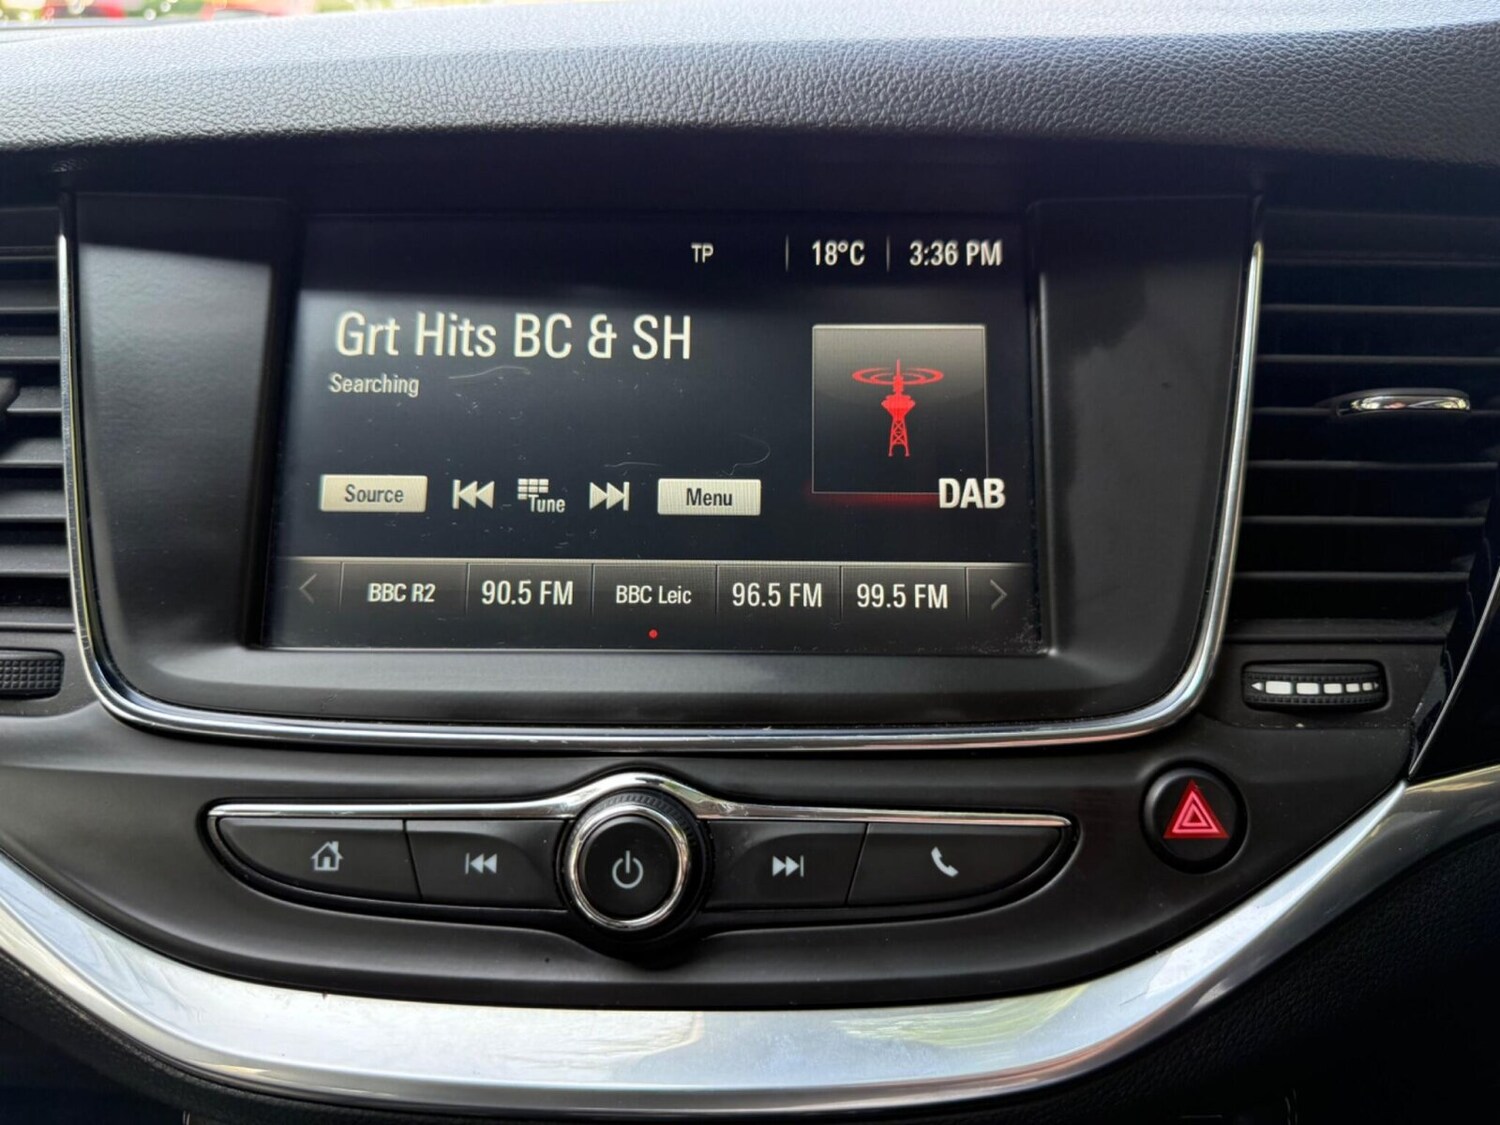 TP 18°C 3:36 PM
Grt Hits BC & SH
Searching
Source Tune Menu
DAB
BBC R2 90.5 FM BBC Leic 96.5 FM 99.5 FM